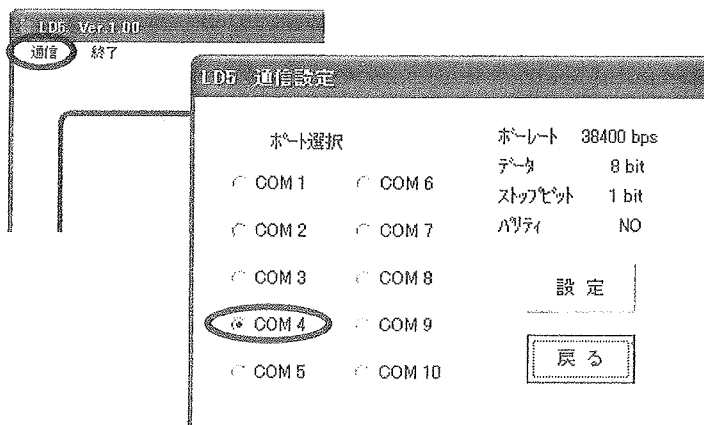 LD5 Ver.1.00
通信 終了
LD5 通信設定
ポート選択
COM 1
COM 2
COM 3
COM 4
COM 5
COM 6
COM 7
COM 8
COM 9
COM 10
ボーレート 38400 bps
データ 8 bit
ストップビット 1 bit
パリティ NO
設 定
戻 る